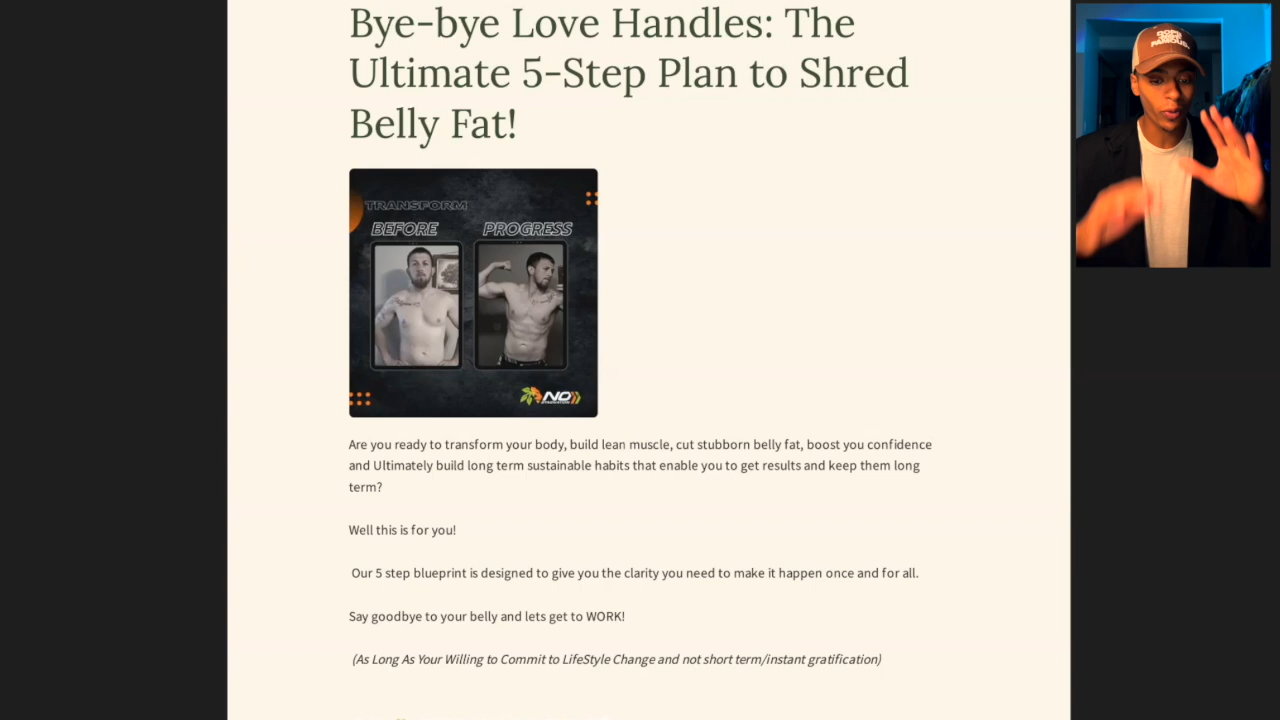 Bye-bye Love Handles: The
Ultimate 5-Step Plan to Shred
Belly Fat!
TRANSFORM
BEFORE PROGRESS
NO
Are you ready to transform your body, build lean muscle, cut stubborn belly fat, boost you confidence
and Ultimately build long term sustainable habits that enable you to get results and keep them long
term?
Well this is for you!
Our 5 step blueprint is designed to give you the clarity you need to make it happen once and for all.
Say goodbye to your belly and lets get to WORK!
(As Long As Your Willing to Commit to LifeStyle Change and not short term/instant gratification)